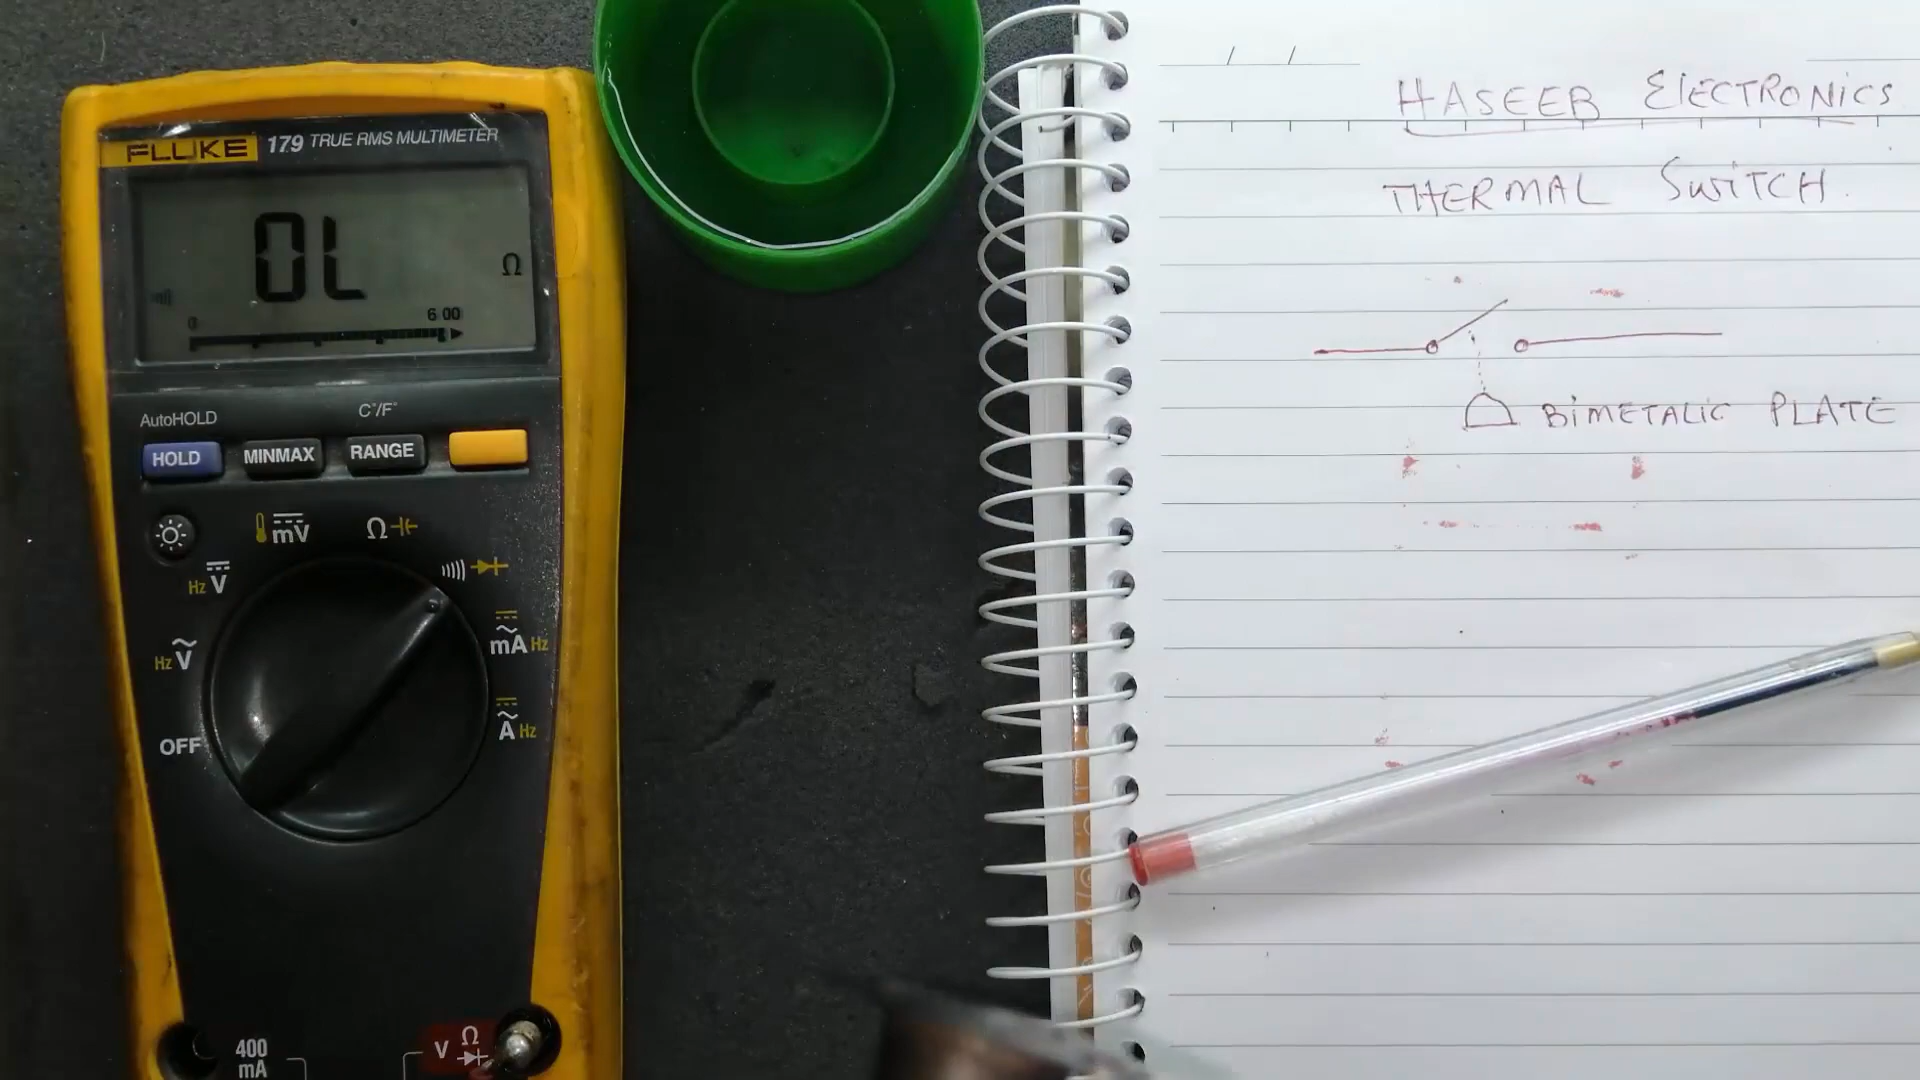 FLUKE 179 TRUE RMS MULTIMETER
OL
Ω
0 600
AutoHOLD C°/F°
HOLD MINMAX RANGE
mV Ω
Hz V
mA Hz
Hz V
A Hz
OFF
400 mA
V Ω
HASEEB ElECTRONiCS
THERMAL SwiTCH.
BiMETALiC PLATE